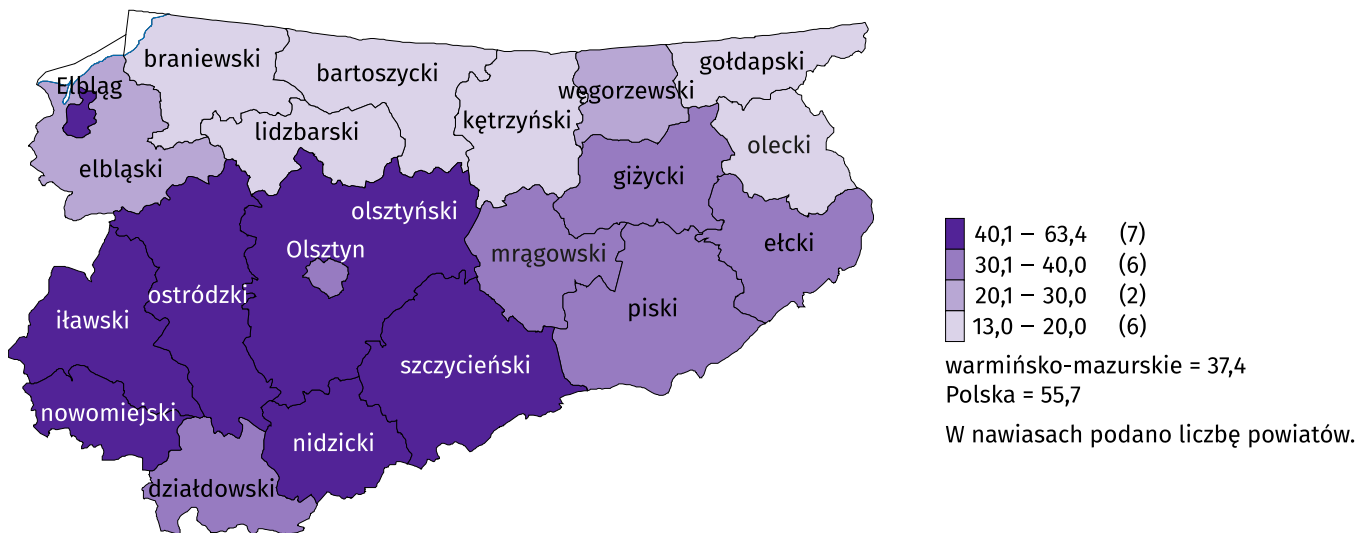 braniewski
bartoszycki
gołdapski
Elbląg
węgorzewski
lidzbarski
kętrzyński
olecki
elbląski
giżycki
olsztyński
Olsztyn
mrągowski
ełcki
ostródzki
iławski
piski
szczycieński
nowomiejski
nidzicki
działdowski
40,1 – 63,4 (7)
30,1 – 40,0 (6)
20,1 – 30,0 (2)
13,0 – 20,0 (6)
warmińsko-mazurskie = 37,4
Polska = 55,7
W nawiasach podano liczbę powiatów.